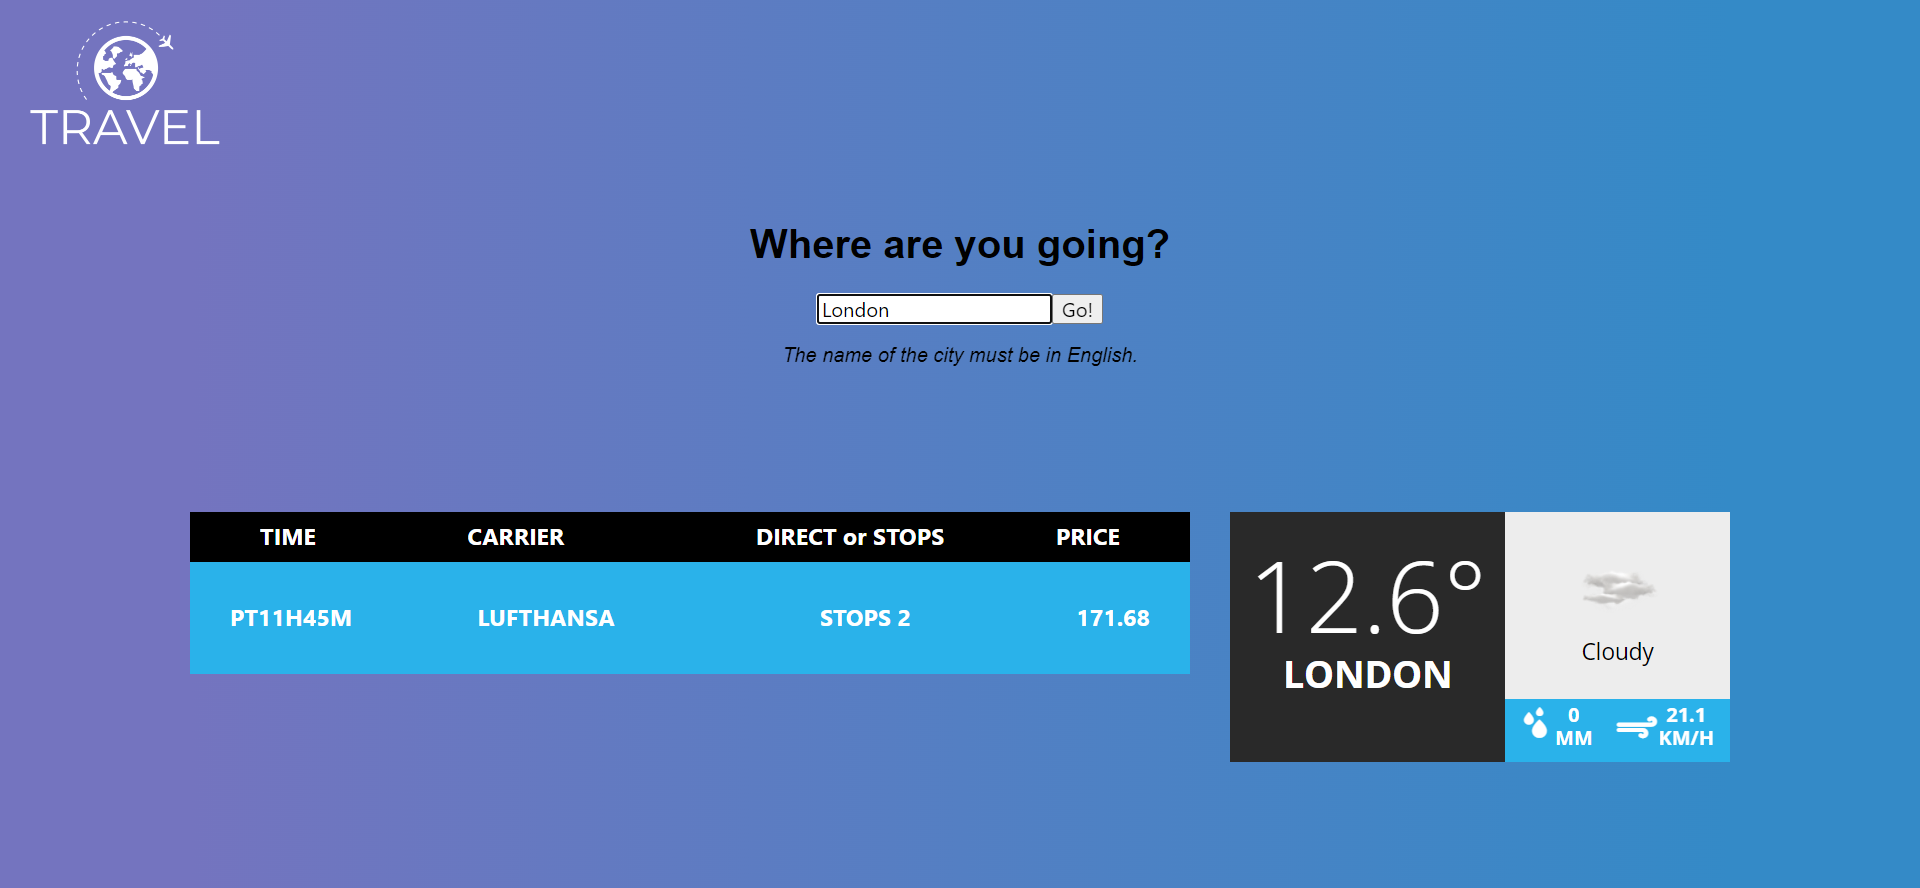 TRAVEL
Where are you going?
London Go!
The name of the city must be in English.
TIME CARRIER DIRECT or STOPS PRICE
PT11H45M LUFTHANSA STOPS 2 171.68
12.6°
LONDON
Cloudy
0 21.1
MM KM/H